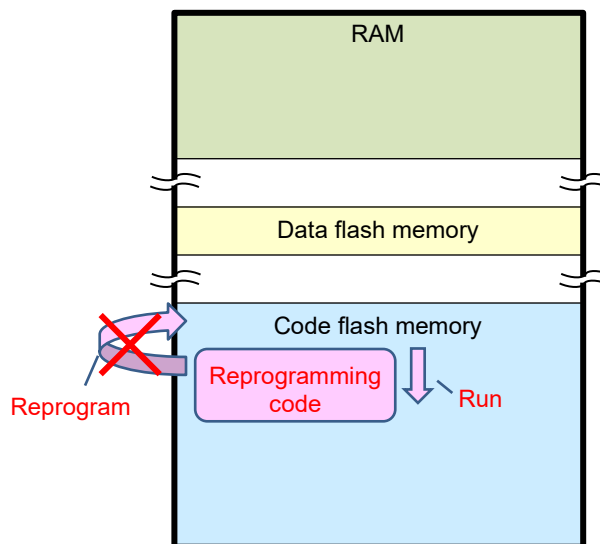 RAM
Data flash memory
Code flash memory
Reprogramming
code
Run
Reprogram